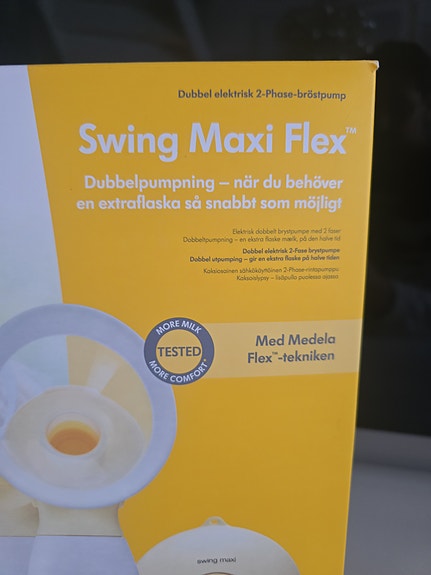 Dubbel elektrisk 2-Phase-bröstpump
Swing Maxi Flex™
Dubbelpumpning – när du behöver
en extraflaska så snabbt som möjligt
Elektrisk dobbelt brystpumpe med 2 faser
Dobbeltpumpning – en ekstra flaske mælk, på den halve tid
Dobbel elektrisk 2-Fase brystpumpe
Dobbel utpumping – gir en ekstra flaske på halve tiden
Kaksiosainen sähkökäyttöinen 2-Phase-rintapumppu
Kaksoislypsy – lisäpullo puolessa ajassa
MORE MILK
TESTED
MORE COMFORT
Med Medela
Flex™-tekniken
swing maxi